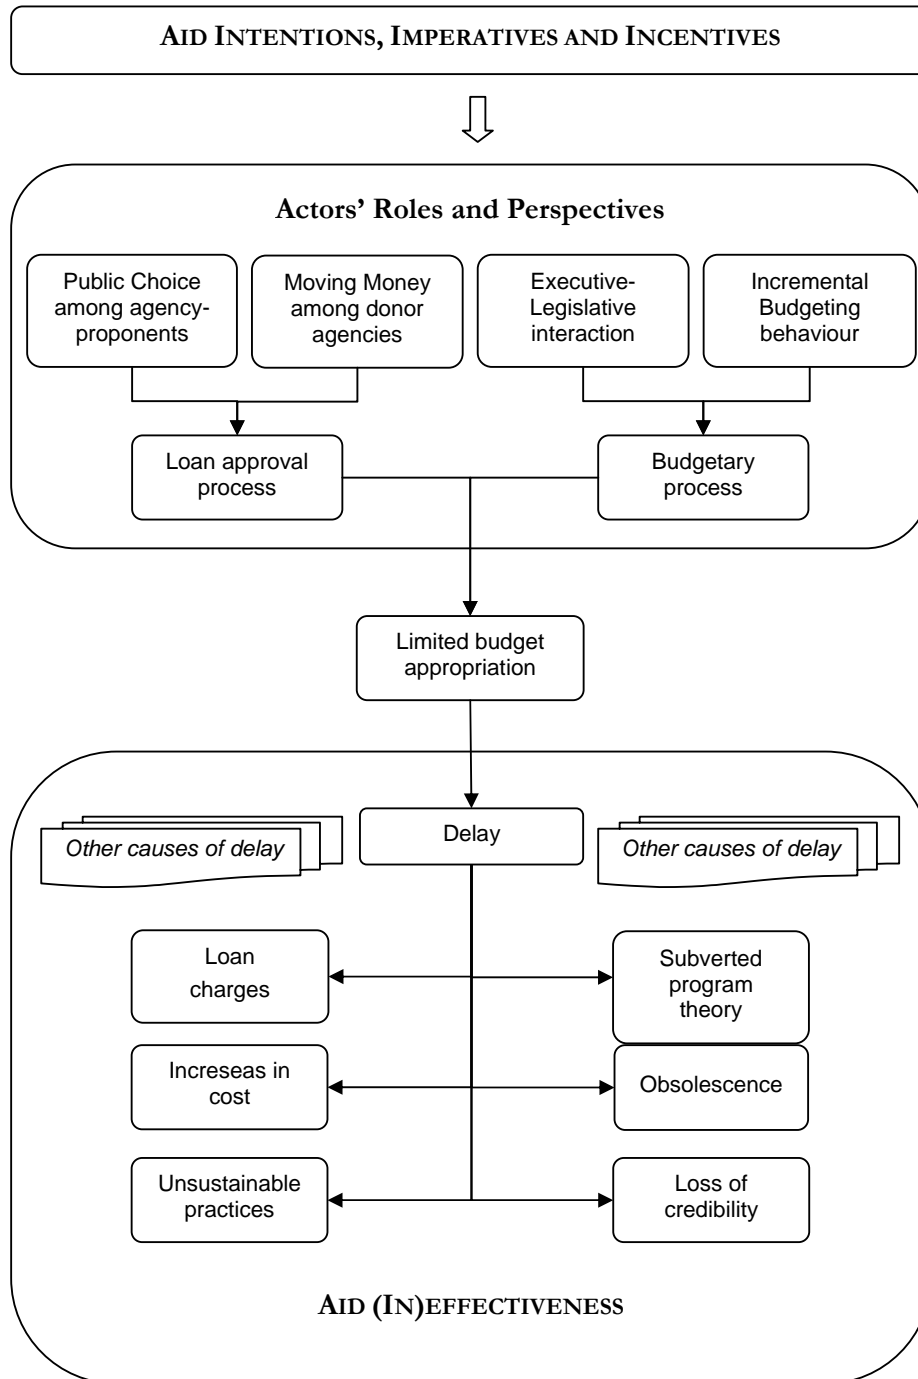 AID INTENTIONS, IMPERATIVES AND INCENTIVES
Actors’ Roles and Perspectives
Public Choice
among agency-
proponents
Moving Money
among donor
agencies
Executive-
Legislative
interaction
Incremental
Budgeting
behaviour
Loan approval
process
Budgetary
process
Limited budget
appropriation
Delay
Other causes of delay
Other causes of delay
Loan
charges
Subverted
program
theory
Increseas in
cost
Obsolescence
Unsustainable
practices
Loss of
credibility
AID (IN)EFFECTIVENESS